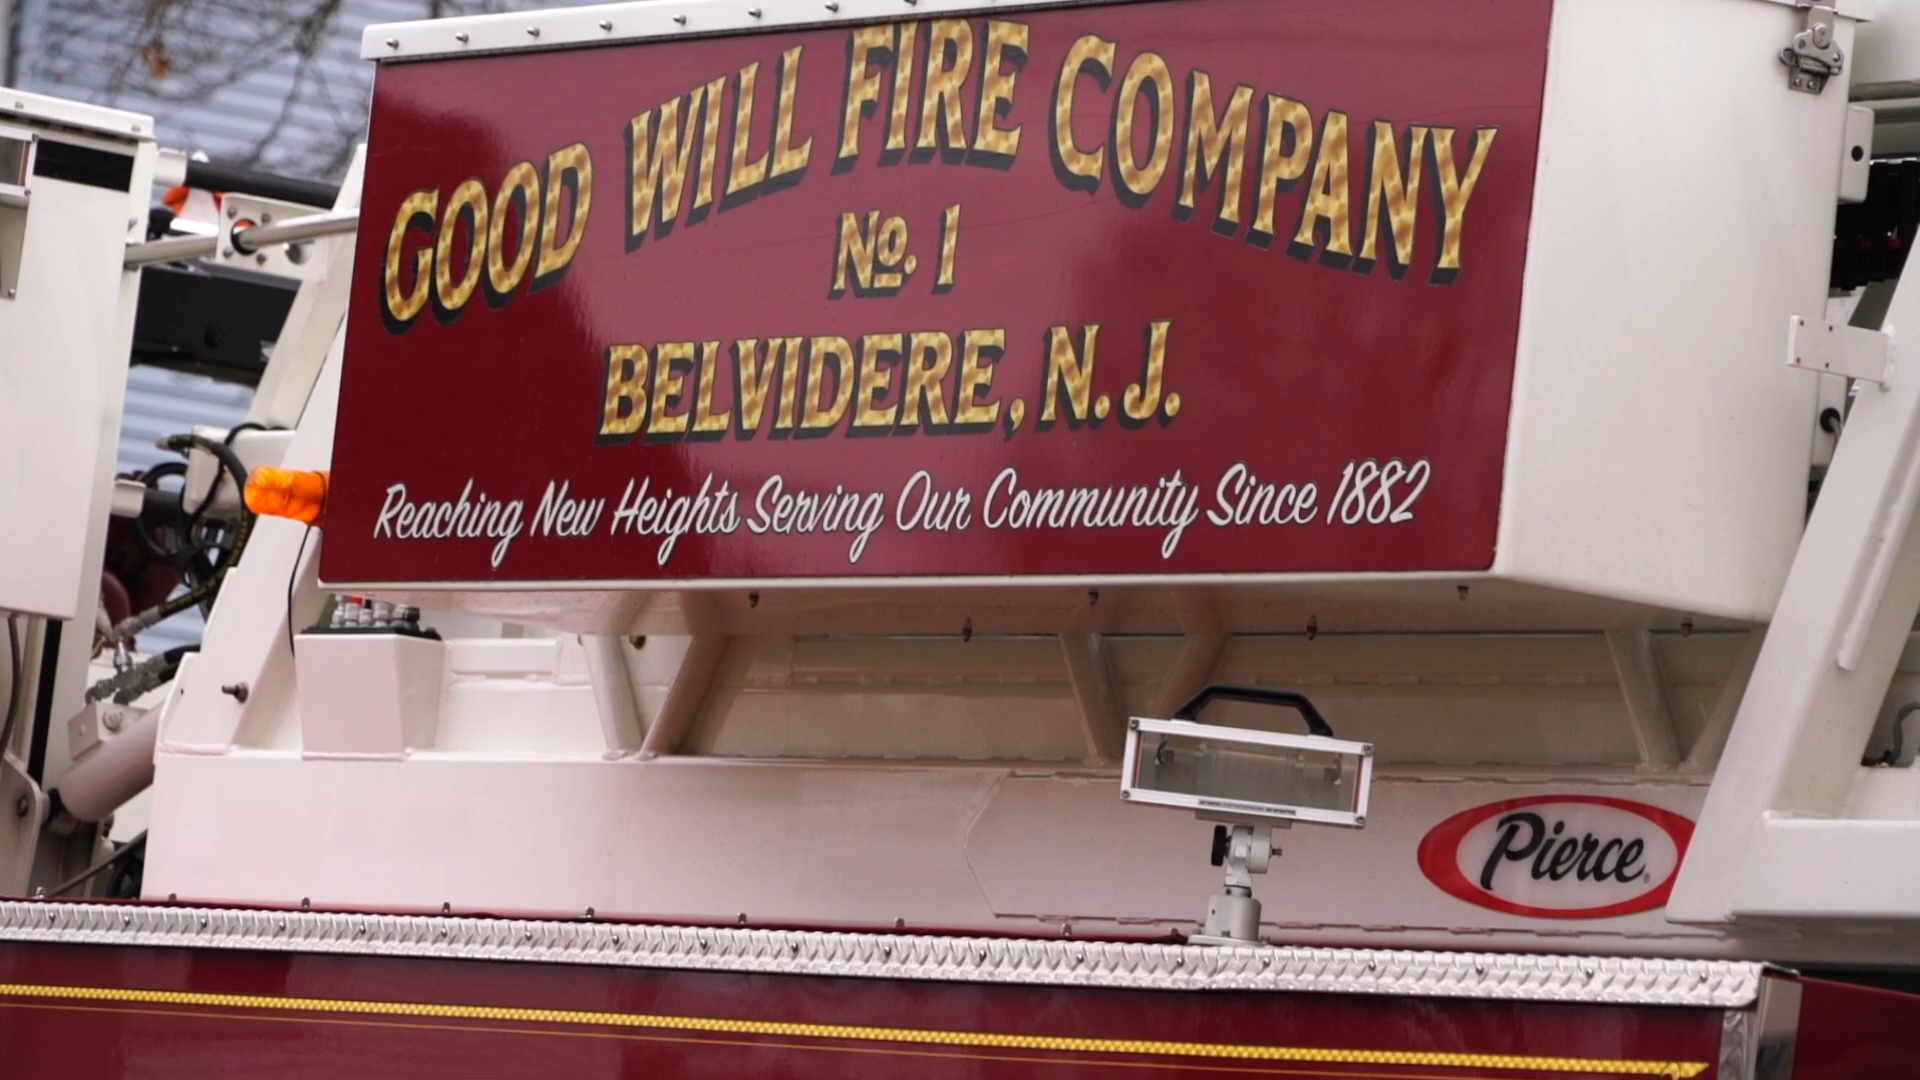 GOOD WILL FIRE COMPANY
No. 1
BELVIDERE, N.J.
Reaching New Heights Serving Our Community Since 1882
Pierce